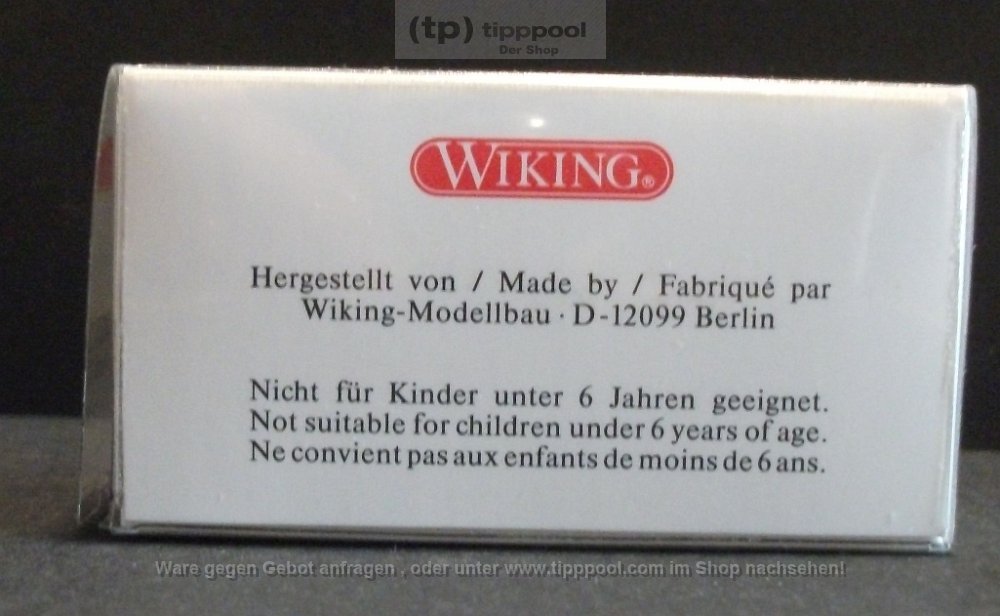 (tp) tipppool
Der Shop
WIKING®
Hergestellt von / Made by / Fabriqué par
Wiking-Modellbau · D-12099 Berlin
Nicht für Kinder unter 6 Jahren geeignet.
Not suitable for children under 6 years of age.
Ne convient pas aux enfants de moins de 6 ans.
Ware gegen Gebot anfragen , oder unter www.tipppool.com im Shop nachsehen!